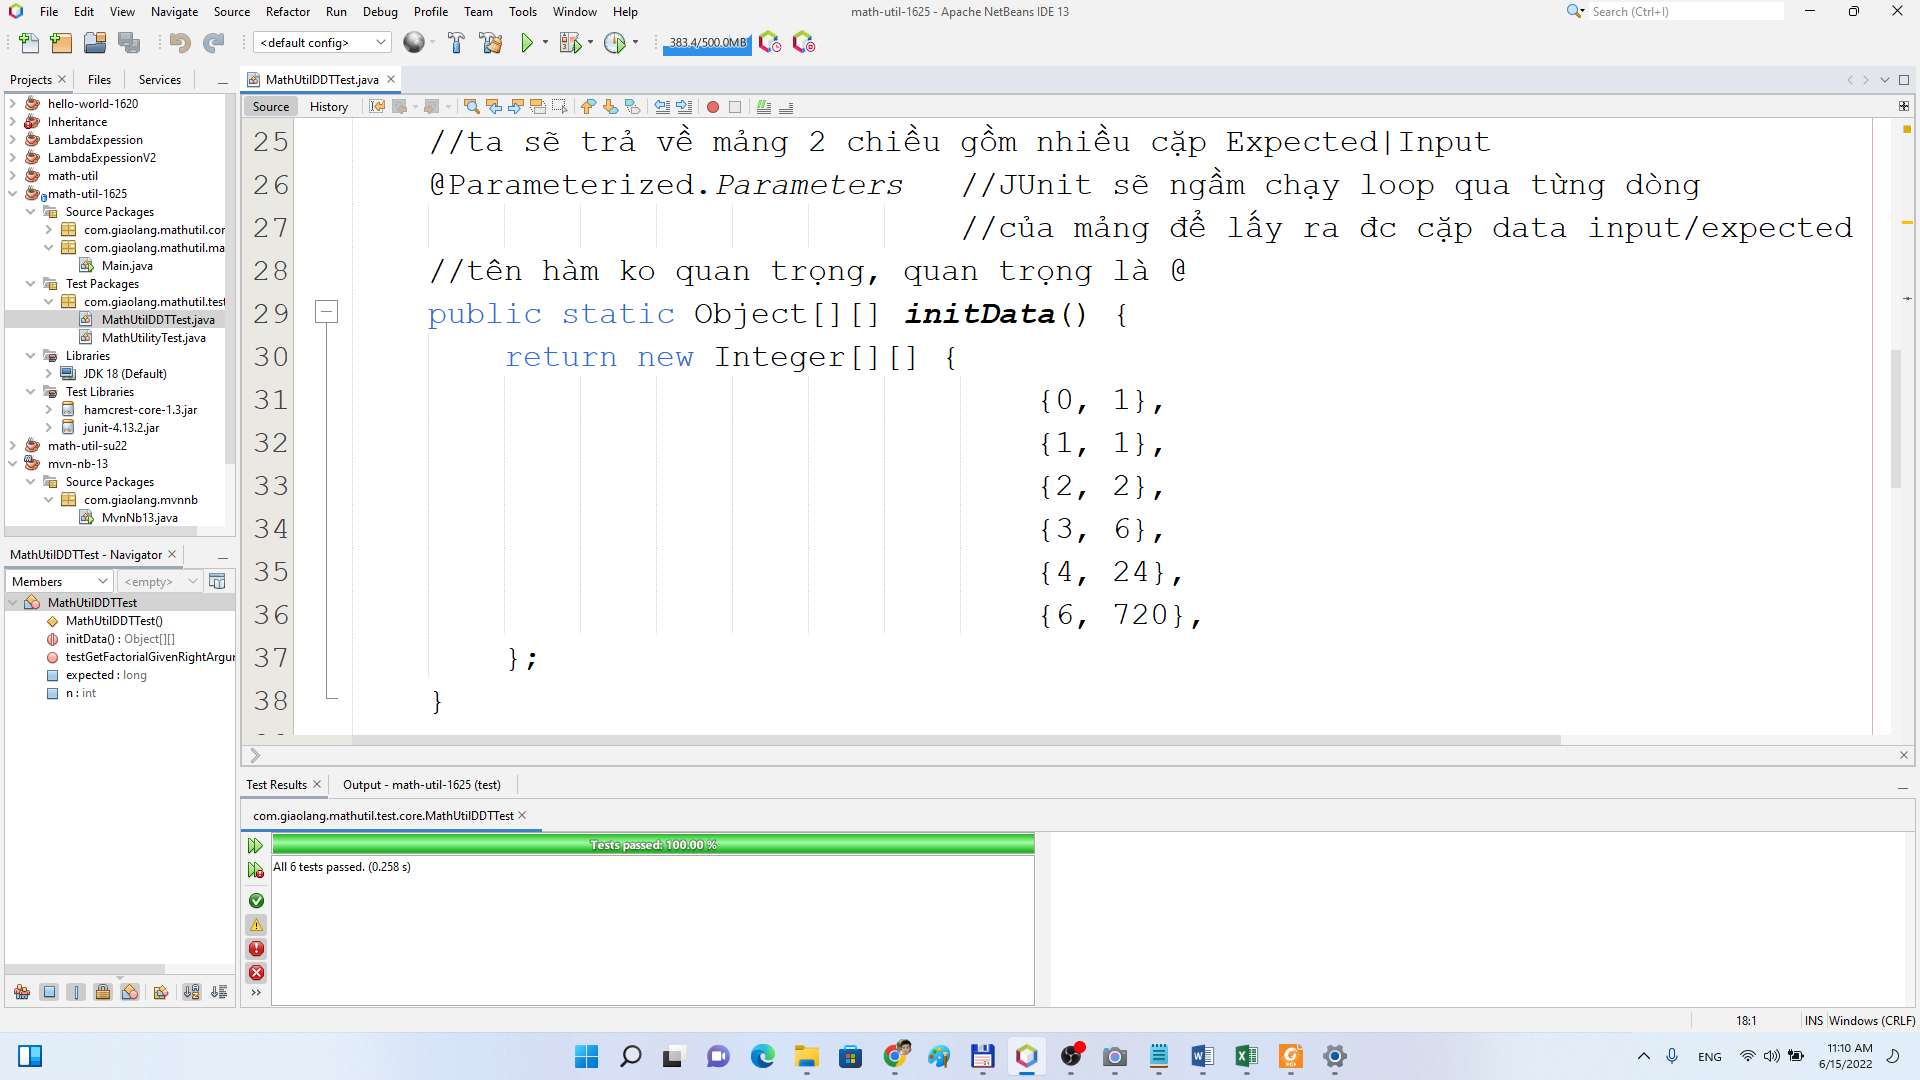 File Edit View Navigate Source Refactor Run Debug Profile Team Tools Window Help
math-util-1625 - Apache NetBeans IDE 13
Search (Ctrl+I)
<default config>
383.4/500.0MB
Projects Files Services
MathUtilDDTTest.java
Source History
hello-world-1620
Inheritance
LambdaExpession
LambdaExpessionV2
math-util
math-util-1625
Source Packages
com.giaolang.mathutil.cor
com.giaolang.mathutil.ma
Main.java
Test Packages
com.giaolang.mathutil.test
MathUtilDDTTest.java
MathUtilityTest.java
Libraries
JDK 18 (Default)
Test Libraries
hamcrest-core-1.3.jar
junit-4.13.2.jar
math-util-su22
mvn-nb-13
Source Packages
com.giaolang.mvnnb
MvnNb13.java
25 //ta sẽ trả về mảng 2 chiều gồm nhiều cặp Expected|Input
26 @Parameterized.Parameters //JUnit sẽ ngầm chạy loop qua từng dòng
27 //của mảng để lấy ra đc cặp data input/expected
28 //tên hàm ko quan trọng, quan trọng là @
29 public static Object[][] initData() {
30 return new Integer[][] {
31 {0, 1},
32 {1, 1},
33 {2, 2},
34 {3, 6},
35 {4, 24},
36 {6, 720},
37 };
38 }
MathUtilDDTTest - Navigator
Members <empty>
MathUtilDDTTest
MathUtilDDTTest()
initData() : Object[][]
testGetFactorialGivenRightArgur
expected : long
n : int
Test Results Output - math-util-1625 (test)
com.giaolang.mathutil.test.core.MathUtilDDTTest
Tests passed: 100.00 %
All 6 tests passed. (0.258 s)
18:1 INS Windows (CRLF)
ENG
11:10 AM
6/15/2022